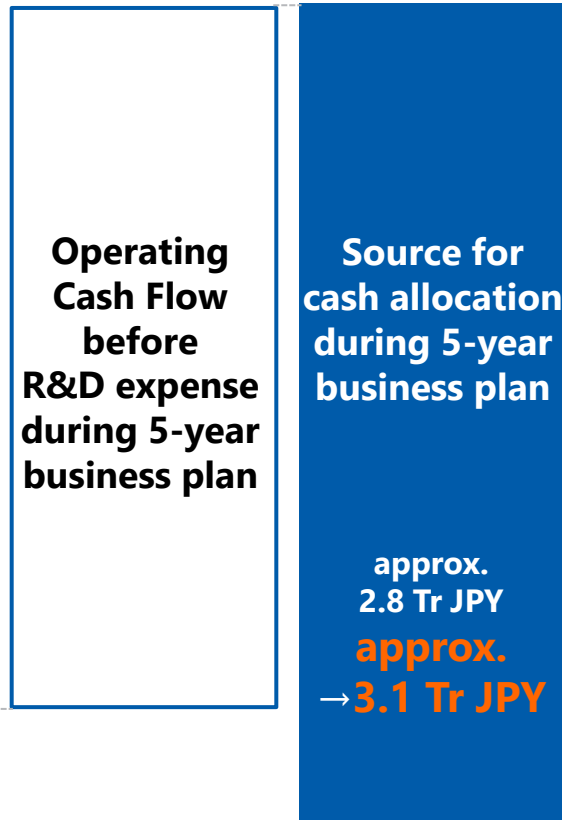 Operating
Cash Flow
before
R&D expense
during 5-year
business plan
Source for
cash allocation
during 5-year
business plan
approx.
2.8 Tr JPY
approx.
→3.1 Tr JPY